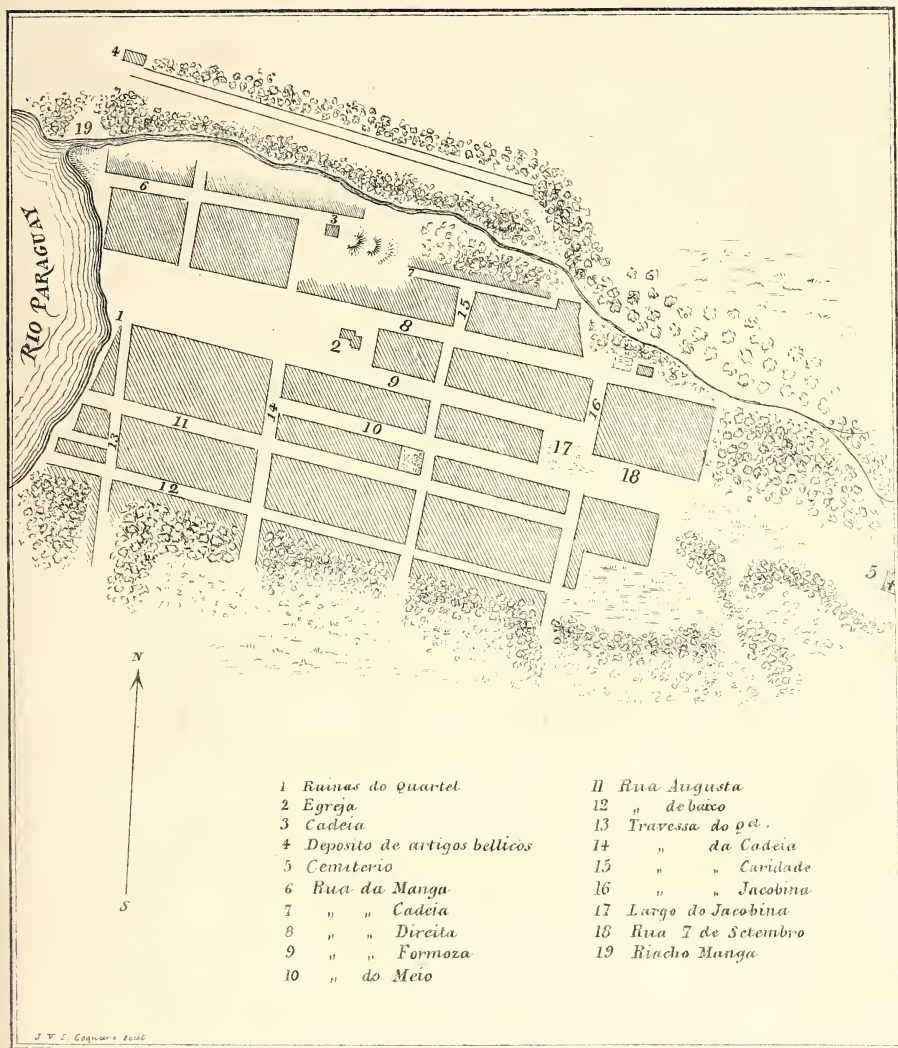 4
19
6
3
RIO PARAGUAY
7
15
1
8
2
9
16
14
11
10
17
13
18
12
5
N
S
1 Ruinas do Quartel
2 Egreja
3 Cadeia
4 Deposito de artigos bellicos
5 Cemiterio
6 Rua da Manga
7 " " Cadeia
8 " " Direita
9 " " Formoza
10 " do Meio
11 Rua Augusta
12 " debaixo
13 Travessa do Qel.
14 " da Cadeia
15 " " Caridade
16 " " Jacobina
17 Largo do Jacobina
18 Rua 7 de Setembro
19 Riacho Manga
J V E.